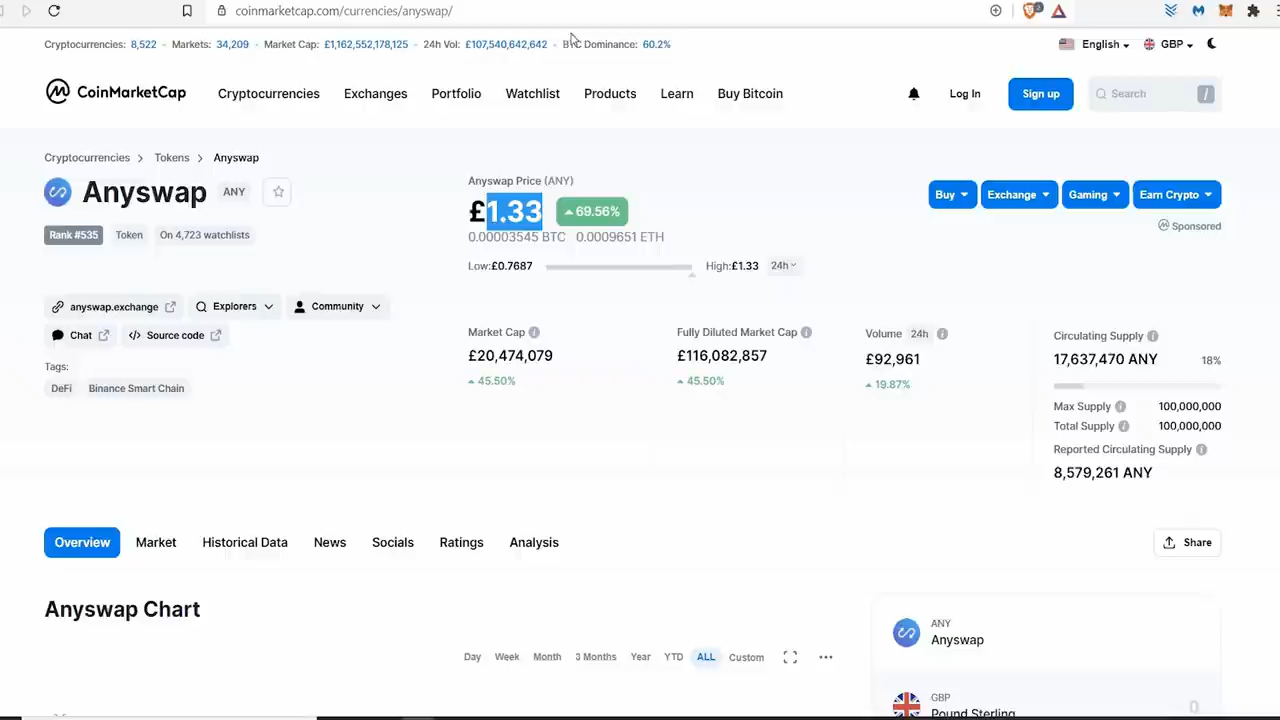 coinmarketcap.com/currencies/anyswap/
Cryptocurrencies: 8,522 - Markets: 34,209 - Market Cap: £1,162,552,178,125 - 24h Vol: £107,540,642,642 - BTC Dominance: 60.2%
English GBP
CoinMarketCap Cryptocurrencies Exchanges Portfolio Watchlist Products Learn Buy Bitcoin Log In Sign up Search /
Cryptocurrencies > Tokens > Anyswap
Anyswap ANY
Rank #535 Token On 4,723 watchlists
anyswap.exchange Explorers Community
Chat </> Source code
Tags:
DeFi Binance Smart Chain
Anyswap Price (ANY)
£1.33 69.56%
0.00003545 BTC 0.0009651 ETH
Low:£0.7687 High:£1.33 24h
Buy Exchange Gaming Earn Crypto
Sponsored
Market Cap
£20,474,079
45.50%
Fully Diluted Market Cap
£116,082,857
45.50%
Volume 24h
£92,961
19.87%
Circulating Supply
17,637,470 ANY 18%
Max Supply 100,000,000
Total Supply 100,000,000
Reported Circulating Supply
8,579,261 ANY
Overview Market Historical Data News Socials Ratings Analysis Share
Anyswap Chart
Day Week Month 3 Months Year YTD ALL Custom
ANY
Anyswap
GBP
Pound Sterling
0